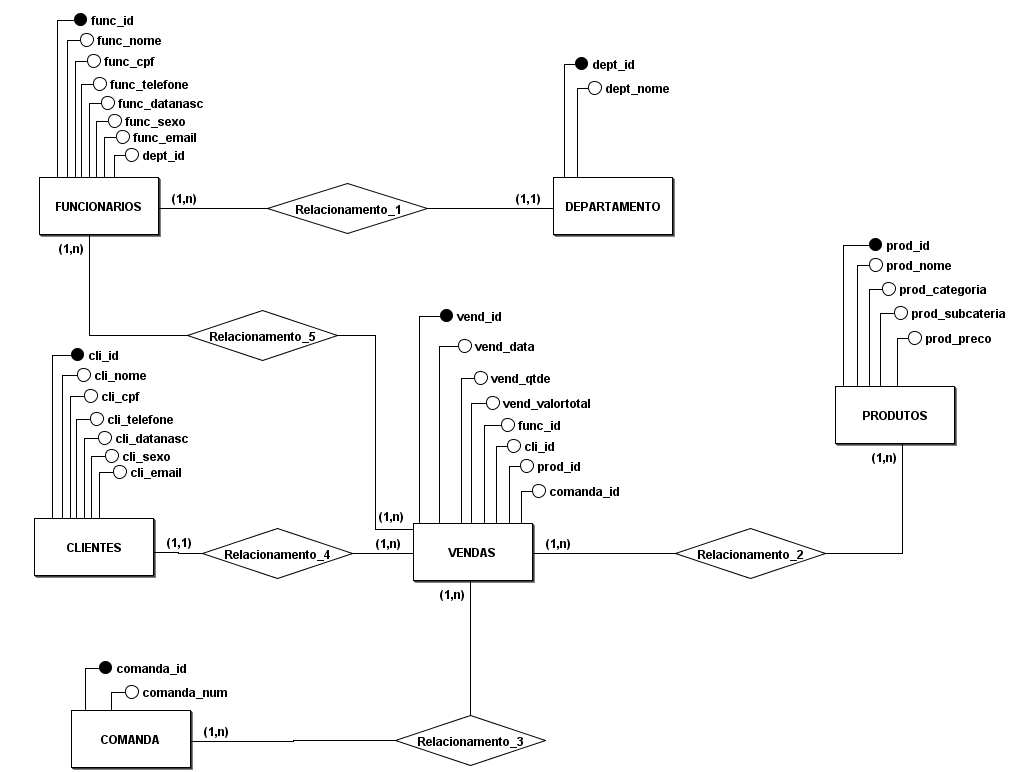 func_id
func_nome
func_cpf
func_telefone
func_datanasc
func_sexo
func_email
dept_id
FUNCIONARIOS
(1,n)
Relacionamento_1
(1,1)
dept_id
dept_nome
DEPARTAMENTO
(1,n)
Relacionamento_5
(1,n)
prod_id
prod_nome
prod_categoria
prod_subcateria
prod_preco
PRODUTOS
(1,n)
cli_id
cli_nome
cli_cpf
cli_telefone
cli_datanasc
cli_sexo
cli_email
CLIENTES
(1,1)
Relacionamento_4
(1,n)
vend_id
vend_data
vend_qtde
vend_valortotal
func_id
cli_id
prod_id
comanda_id
VENDAS
(1,n)
Relacionamento_2
(1,n)
comanda_id
comanda_num
COMANDA
(1,n)
Relacionamento_3